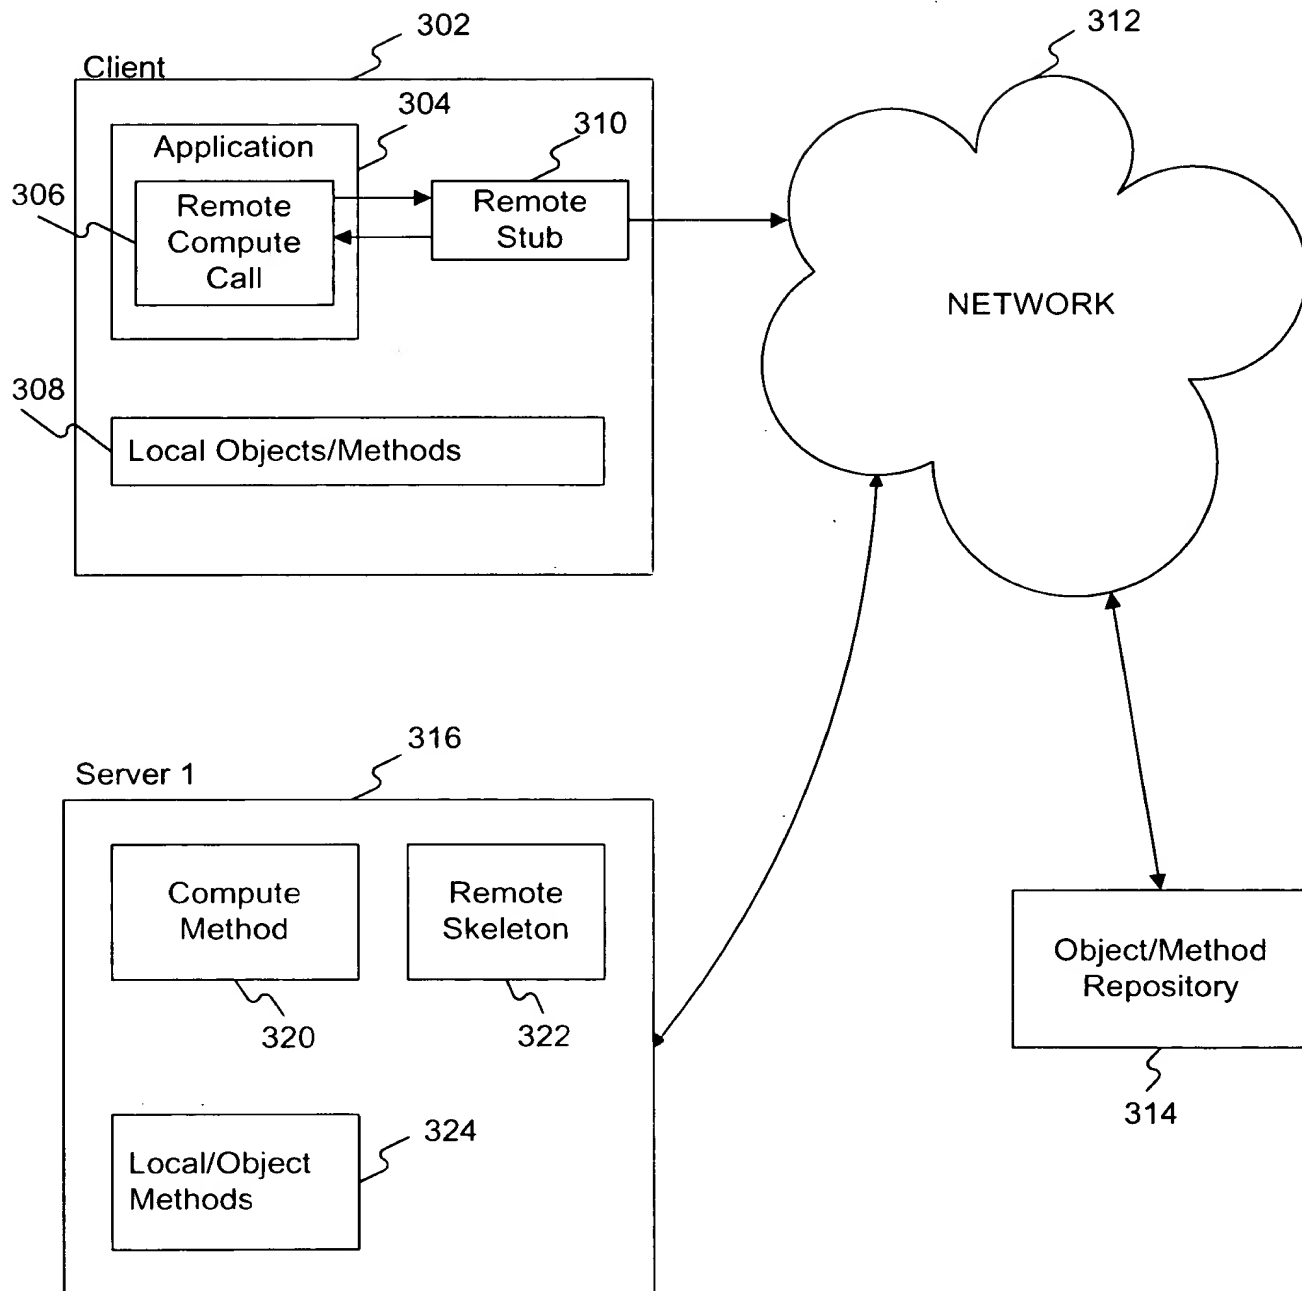 302
312
Client
304
310
Application
306
Remote
Compute
Call
Remote
Stub
NETWORK
308
Local Objects/Methods
316
Server 1
Compute
Method
Remote
Skeleton
Object/Method
Repository
320
322
314
324
Local/Object
Methods